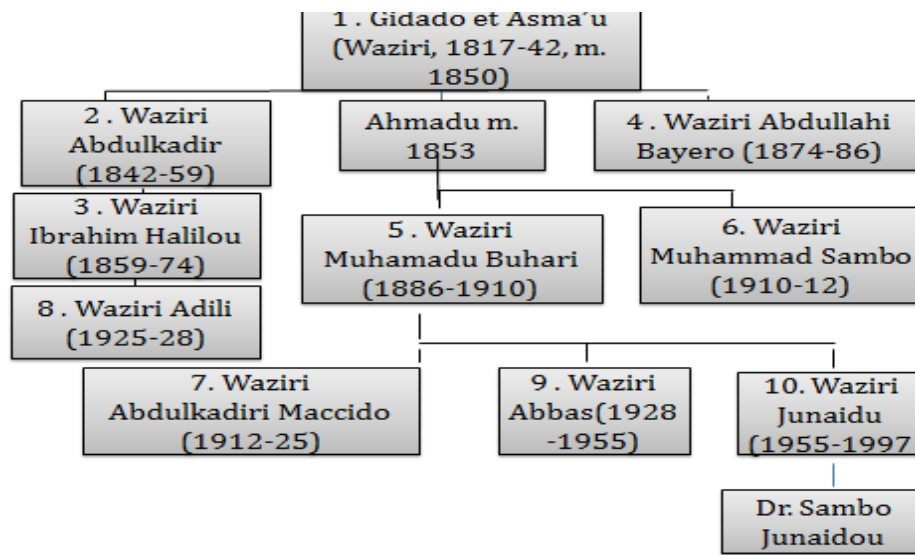 1 . Gidado et Asma’u
(Waziri, 1817-42, m.
1850)
2 . Waziri
Abdulkadir
(1842-59)
Ahmadu m.
1853
4 . Waziri Abdullahi
Bayero (1874-86)
3 . Waziri
Ibrahim Halilou
(1859-74)
5 . Waziri
Muhamadu Buhari
(1886-1910)
6. Waziri
Muhammad Sambo
(1910-12)
8 . Waziri Adili
(1925-28)
7. Waziri
Abdulkadiri Maccido
(1912-25)
9 . Waziri
Abbas(1928
-1955)
10. Waziri
Junaidu
(1955-1997
Dr. Sambo
Junaidou